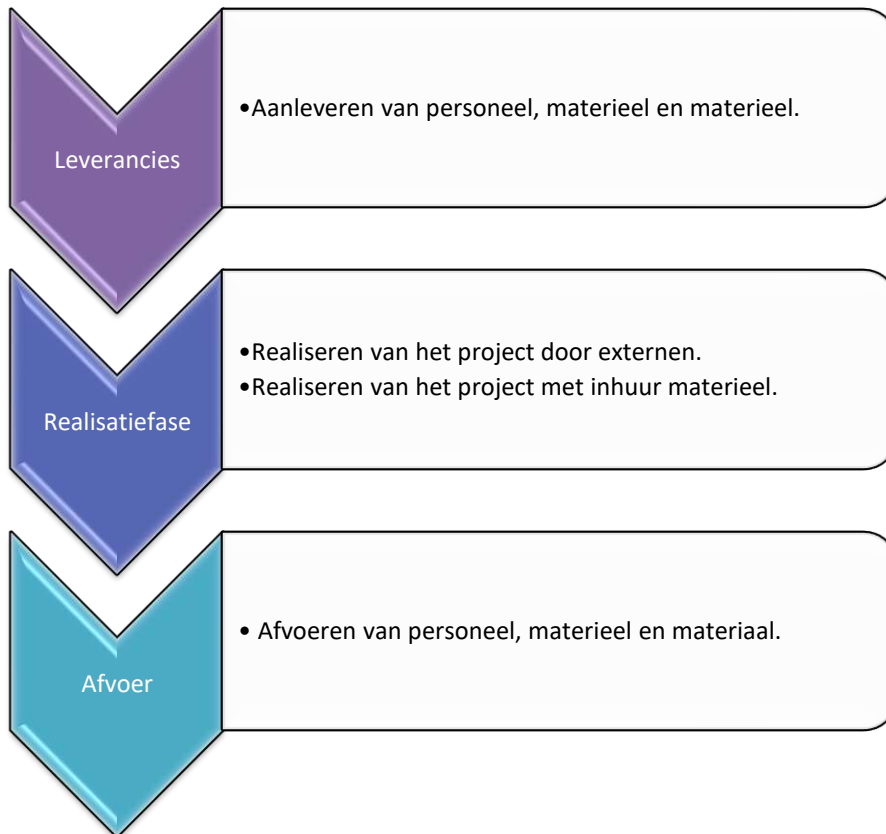 Leverancies
•Aanleveren van personeel, materieel en materieel.
Realisatiefase
•Realiseren van het project door externen.
•Realiseren van het project met inhuur materieel.
Afvoer
• Afvoeren van personeel, materieel en materiaal.